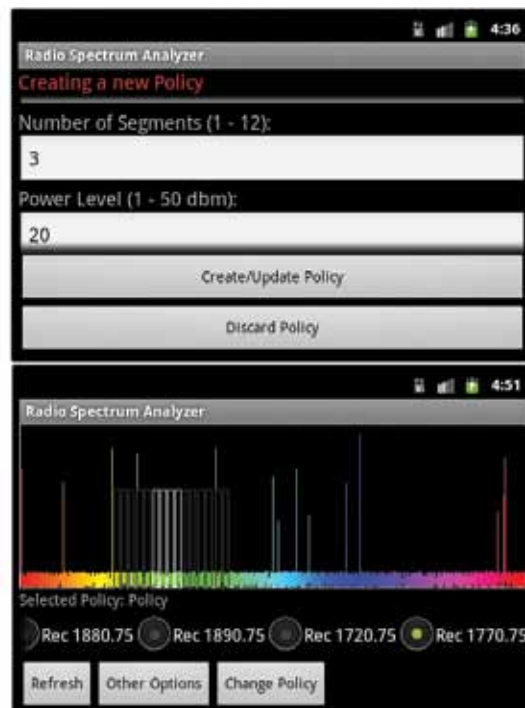 4:36
Radio Spectrum Analyzer
Creating a new Policy
Number of Segments (1 - 12):
3
Power Level (1 - 50 dbm):
20
Create/Update Policy
Discard Policy
4:51
Radio Spectrum Analyzer
Selected Policy: Policy
Rec 1880.75 Rec 1890.75 Rec 1720.75 Rec 1770.75
Refresh Other Options Change Policy